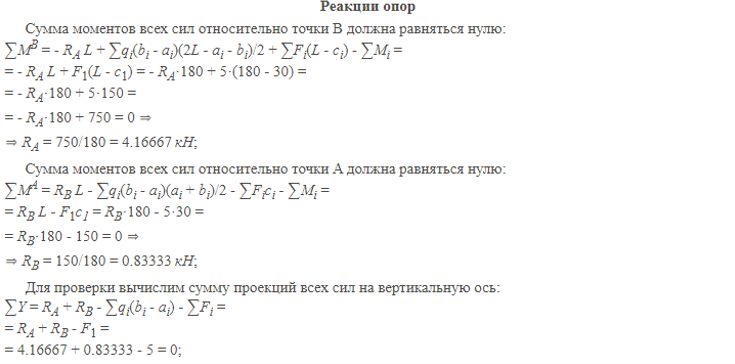 Реакции опор
Сумма моментов всех сил относительно точки B должна равняться нулю:
∑Mᴮ = - R_A L + ∑q_i(b_i - a_i)(2L - a_i - b_i)/2 + ∑F_i(L - c_i) - ∑M_i =
= - R_A L + F_1(L - c_1) = - R_A·180 + 5·(180 - 30) =
= - R_A·180 + 5·150 =
= - R_A·180 + 750 = 0 ⇒
⇒ R_A = 750/180 = 4.16667 кН;
Сумма моментов всех сил относительно точки A должна равняться нулю:
∑Mᴬ = R_B L - ∑q_i(b_i - a_i)(a_i + b_i)/2 - ∑F_ic_i - ∑M_i =
= R_B L - F_1c_1 = R_B·180 - 5·30 =
= R_B·180 - 150 = 0 ⇒
⇒ R_B = 150/180 = 0.83333 кН;
Для проверки вычислим сумму проекций всех сил на вертикальную ось:
∑Y = R_A + R_B - ∑q_i(b_i - a_i) - ∑F_i =
= R_A + R_B - F_1 =
= 4.16667 + 0.83333 - 5 = 0;